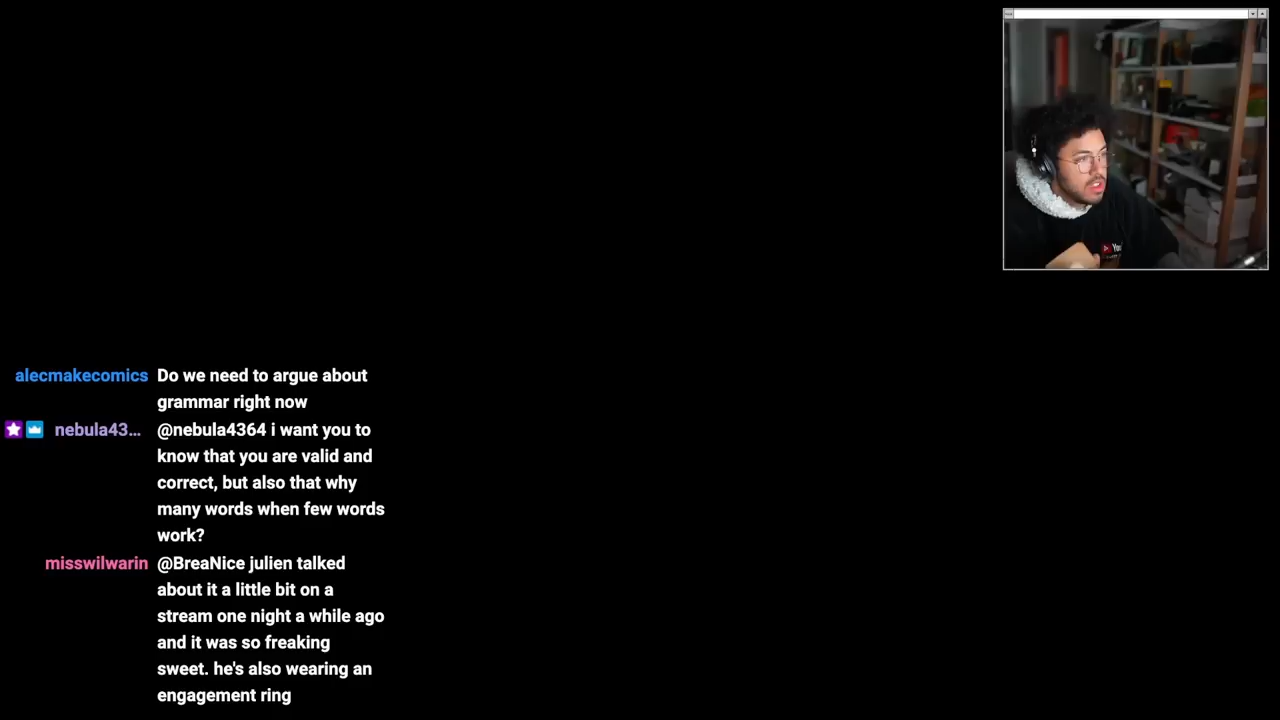 alecmakecomics Do we need to argue about
grammar right now
nebula43... @nebula4364 i want you to
know that you are valid and
correct, but also that why
many words when few words
work?
misswilwarin @BreaNice julien talked
about it a little bit on a
stream one night a while ago
and it was so freaking
sweet. he's also wearing an
engagement ring